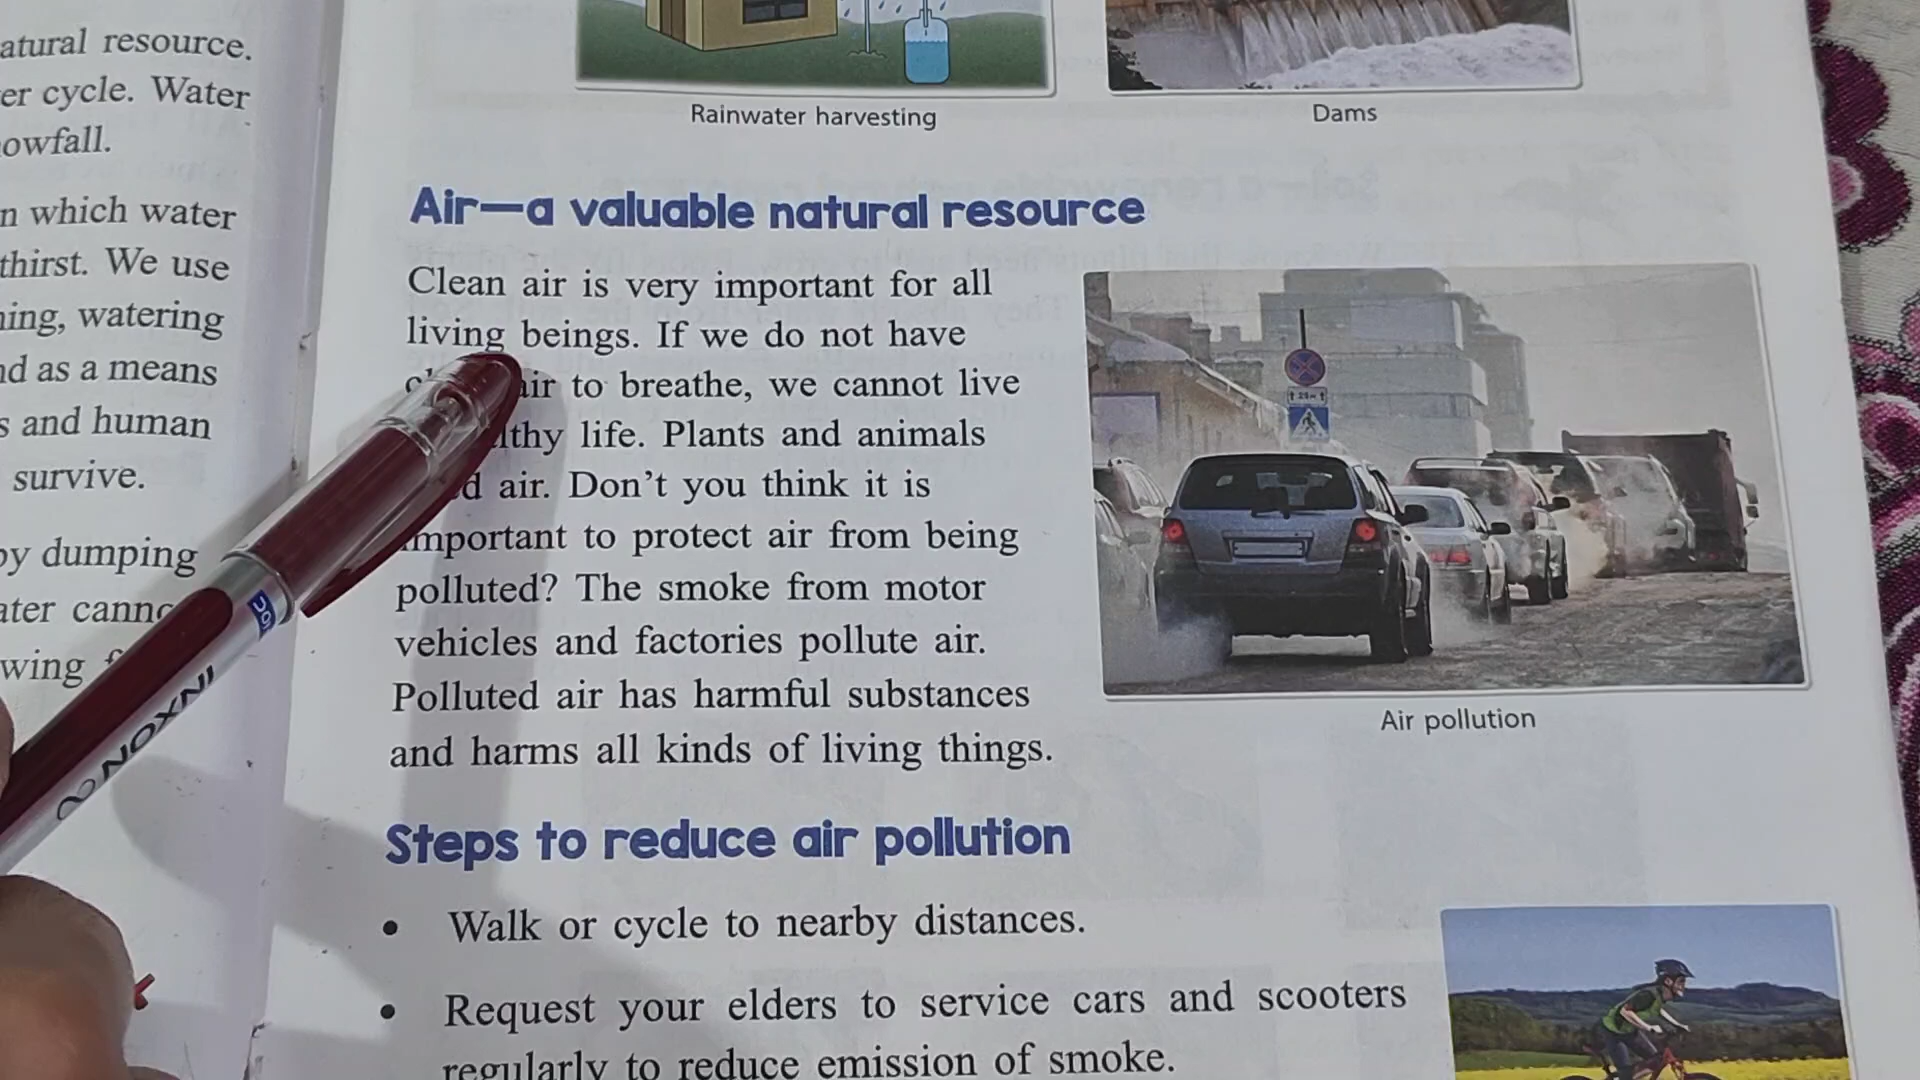 atural resource.
er cycle. Water
owfall.
n which water
thirst. We use
ing, watering
d as a means
s and human
survive.
by dumping
ater
wing
Rainwater harvesting
Dams
Air—a valuable natural resource
Clean air is very important for all
living beings. If we do not have
air to breathe, we cannot live
lthy life. Plants and animals
d air. Don't you think it is
important to protect air from being
polluted? The smoke from motor
vehicles and factories pollute air.
Polluted air has harmful substances
and harms all kinds of living things.
Air pollution
Steps to reduce air pollution
• Walk or cycle to nearby distances.
• Request your elders to service cars and scooters
regularly to reduce emission of smoke.
INXON